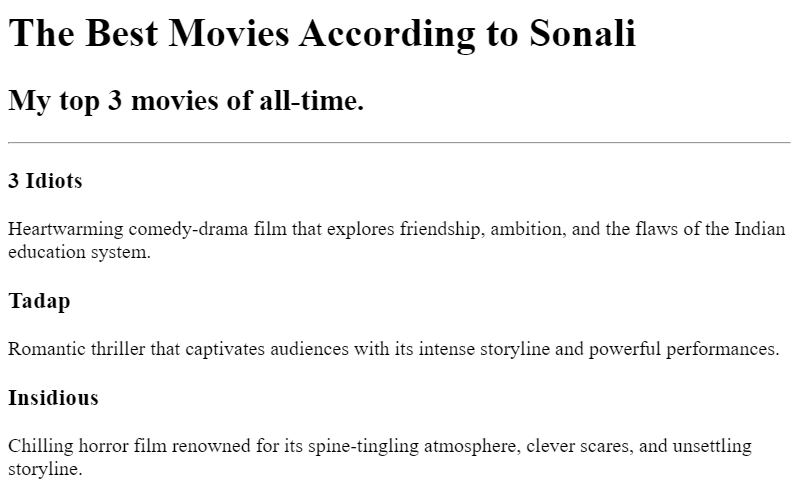 The Best Movies According to Sonali
My top 3 movies of all-time.
3 Idiots
Heartwarming comedy-drama film that explores friendship, ambition, and the flaws of the Indian
education system.
Tadap
Romantic thriller that captivates audiences with its intense storyline and powerful performances.
Insidious
Chilling horror film renowned for its spine-tingling atmosphere, clever scares, and unsettling
storyline.